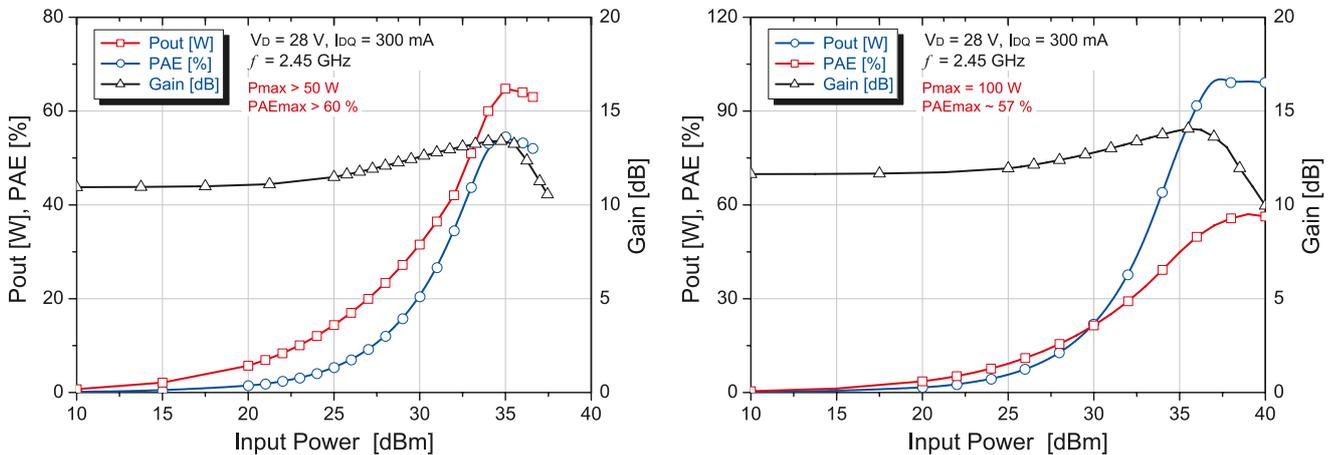 80
60
40
20
0
Pout [W], PAE [%]
Pout [W]
PAE [%]
Gain [dB]
VD = 28 V, IDQ = 300 mA
f = 2.45 GHz
Pmax > 50 W
PAEmax > 60 %
20
15
10
5
0
Gain [dB]
10 15 20 25 30 35 40
Input Power [dBm]
120
90
60
30
0
Pout [W], PAE [%]
Pout [W]
PAE [%]
Gain [dB]
VD = 28 V, IDQ = 300 mA
f = 2.45 GHz
Pmax = 100 W
PAEmax ~ 57 %
20
15
10
5
0
Gain [dB]
10 15 20 25 30 35 40
Input Power [dBm]